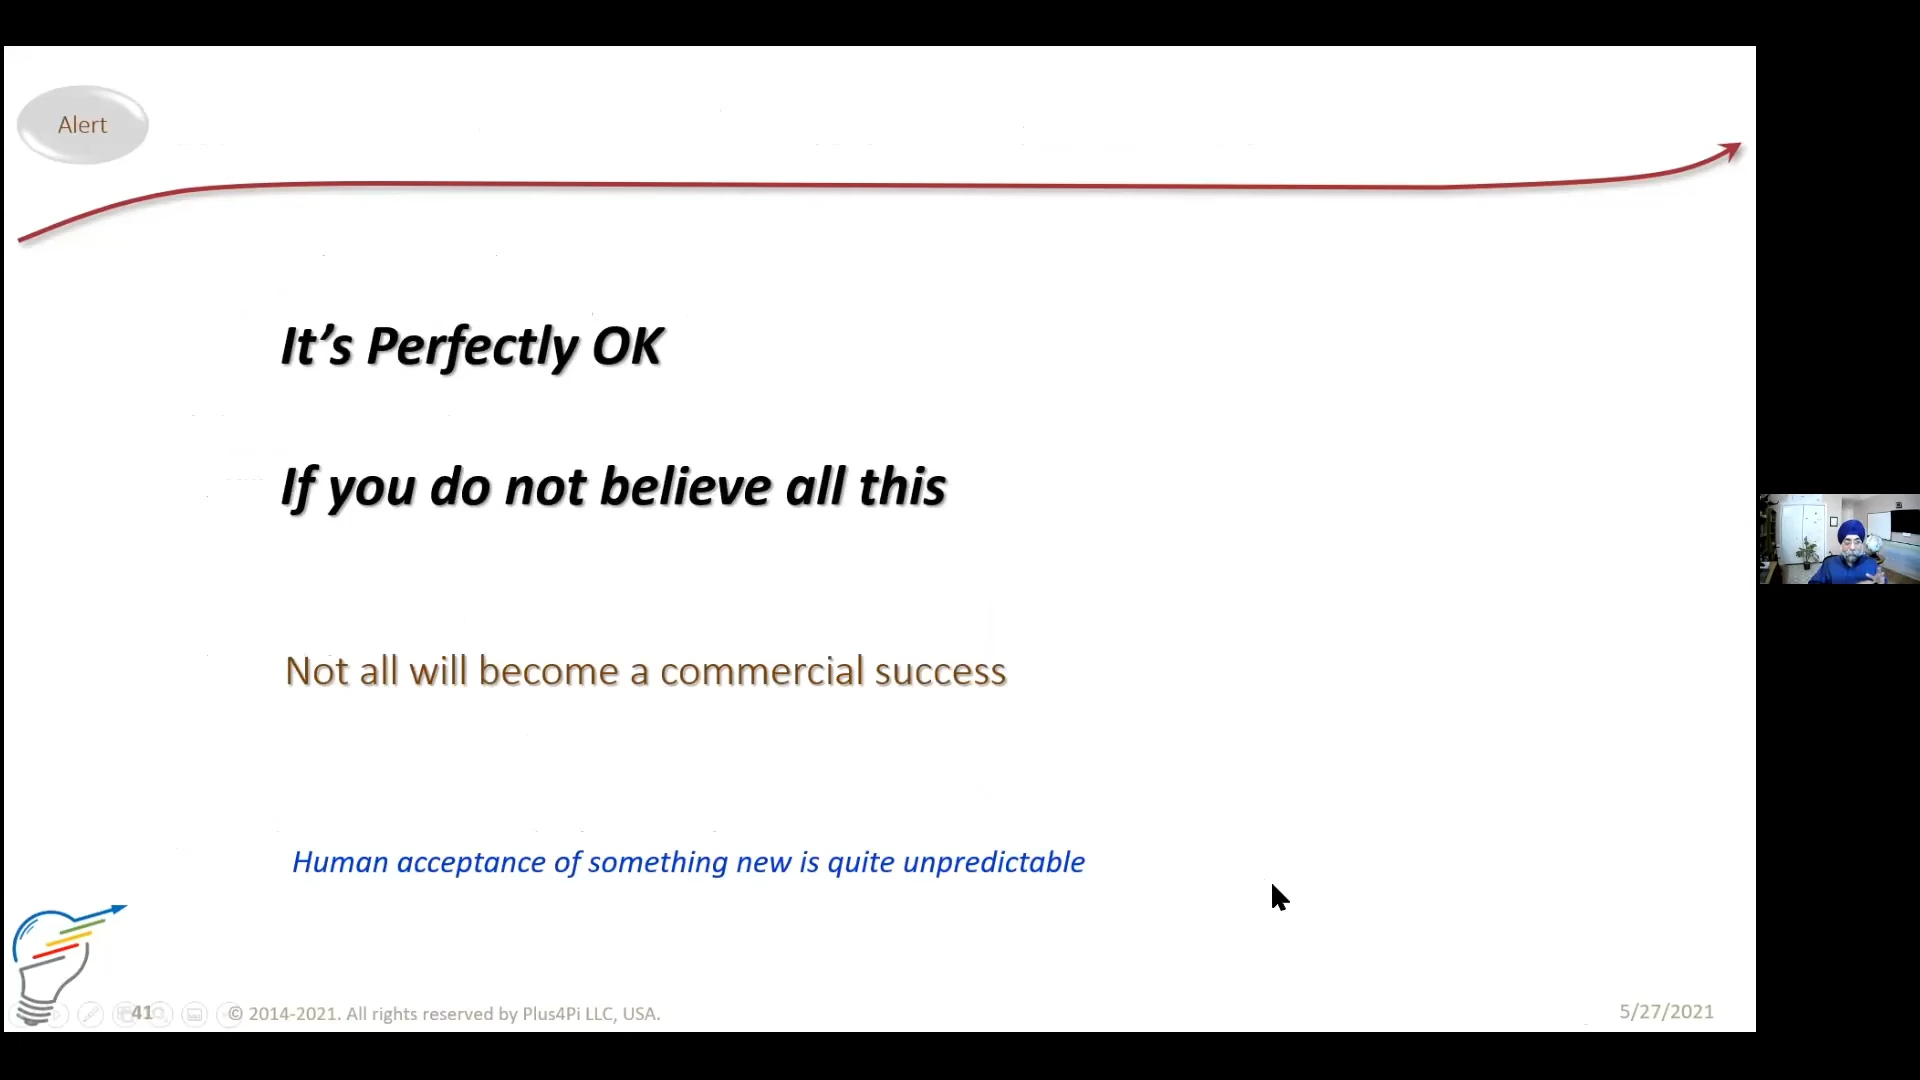 Alert
It’s Perfectly OK
If you do not believe all this
Not all will become a commercial success
Human acceptance of something new is quite unpredictable
41
© 2014-2021. All rights reserved by Plus4Pi LLC, USA.
5/27/2021